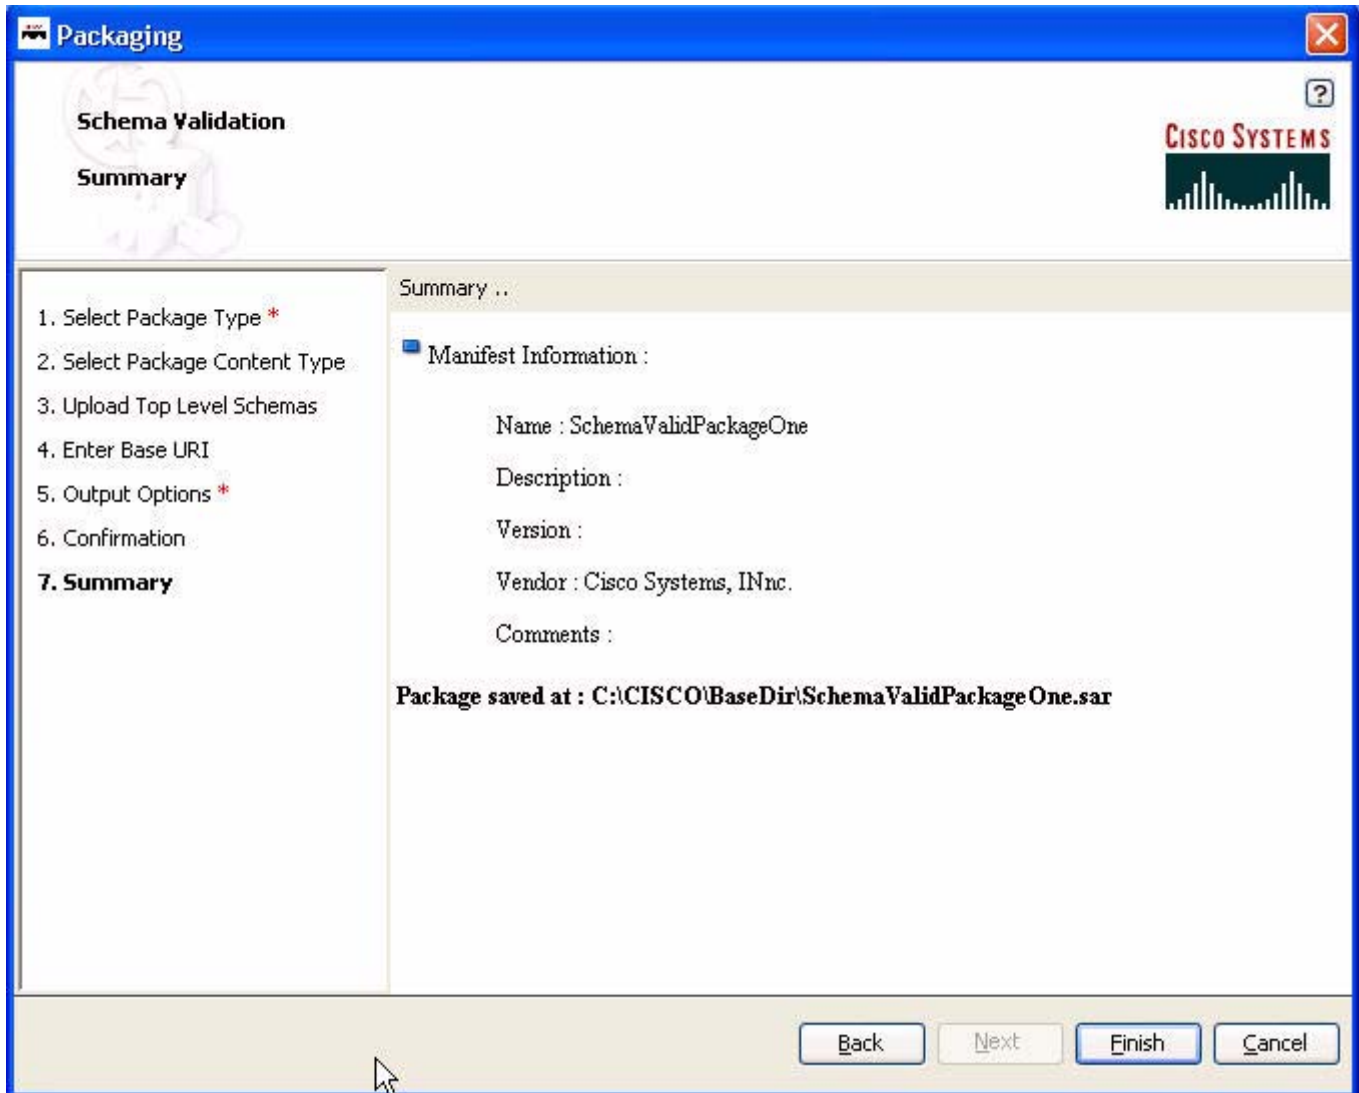 Packaging
Schema Validation
Summary
?
CISCO SYSTEMS
1. Select Package Type *
2. Select Package Content Type
3. Upload Top Level Schemas
4. Enter Base URI
5. Output Options *
6. Confirmation
7. Summary
Summary ..
Manifest Information :
Name : SchemaValidPackageOne
Description :
Version :
Vendor : Cisco Systems, INnc.
Comments :
Package saved at : C:\CISCO\BaseDir\SchemaValidPackageOne.sar
Back
Next
Finish
Cancel